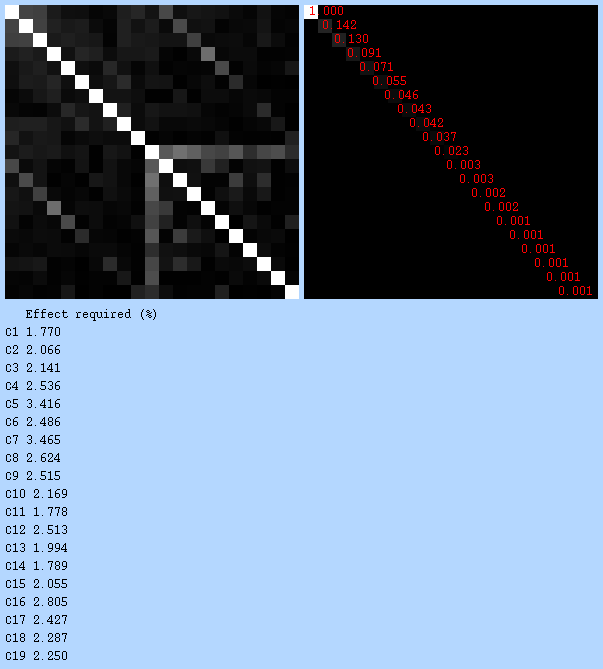 1.000
0.142
0.130
0.091
0.071
0.055
0.046
0.043
0.042
0.037
0.023
0.003
0.003
0.002
0.002
0.001
0.001
0.001
0.001
0.001
0.001
Effect required (%)
C1 1.770
C2 2.066
C3 2.141
C4 2.536
C5 3.416
C6 2.486
C7 3.465
C8 2.624
C9 2.515
C10 2.169
C11 1.778
C12 2.513
C13 1.994
C14 1.789
C15 2.055
C16 2.805
C17 2.427
C18 2.287
C19 2.250